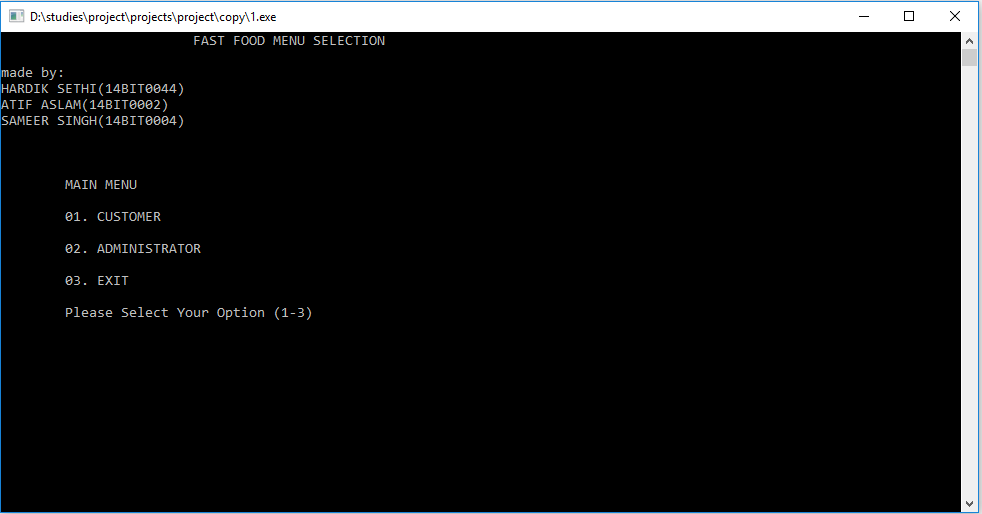 D:\studies\project\projects\project\copy\1.exe
FAST FOOD MENU SELECTION
made by:
HARDIK SETHI(14BIT0044)
ATIF ASLAM(14BIT0002)
SAMEER SINGH(14BIT0004)
MAIN MENU
01. CUSTOMER
02. ADMINISTRATOR
03. EXIT
Please Select Your Option (1-3)